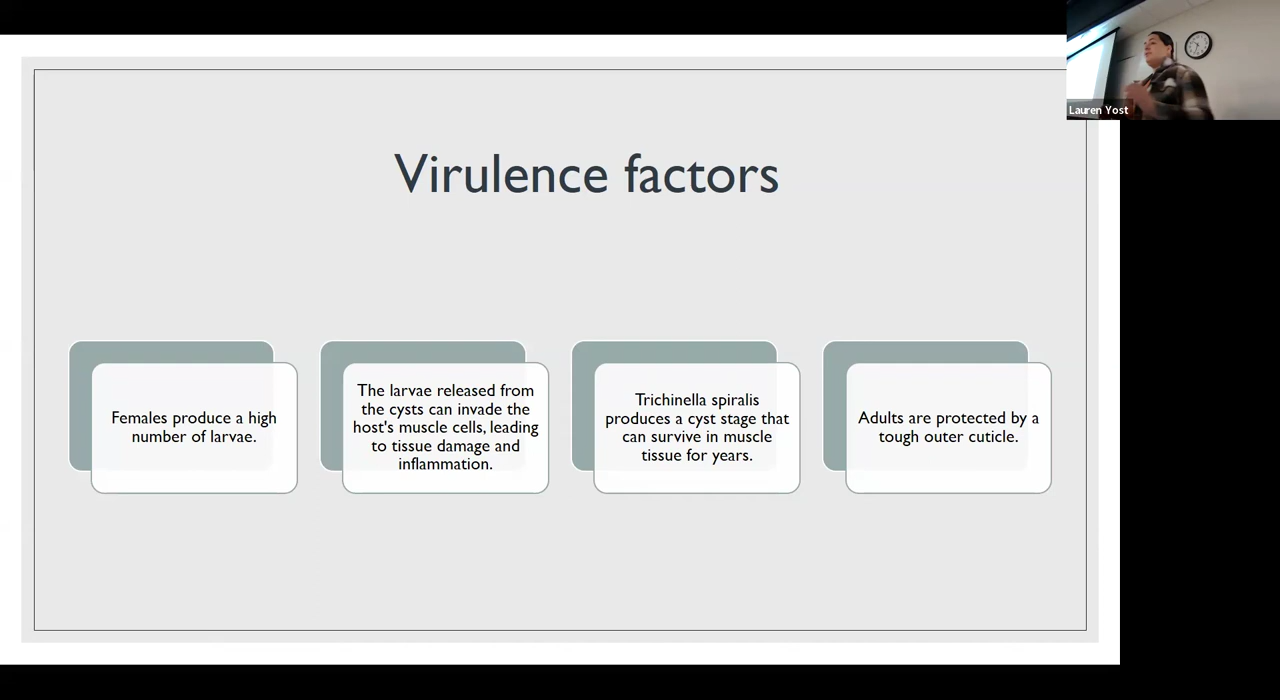 Lauren Yost
Virulence factors
Females produce a high
number of larvae.
The larvae released from
the cysts can invade the
host's muscle cells, leading
to tissue damage and
inflammation.
Trichinella spiralis
produces a cyst stage that
can survive in muscle
tissue for years.
Adults are protected by a
tough outer cuticle.